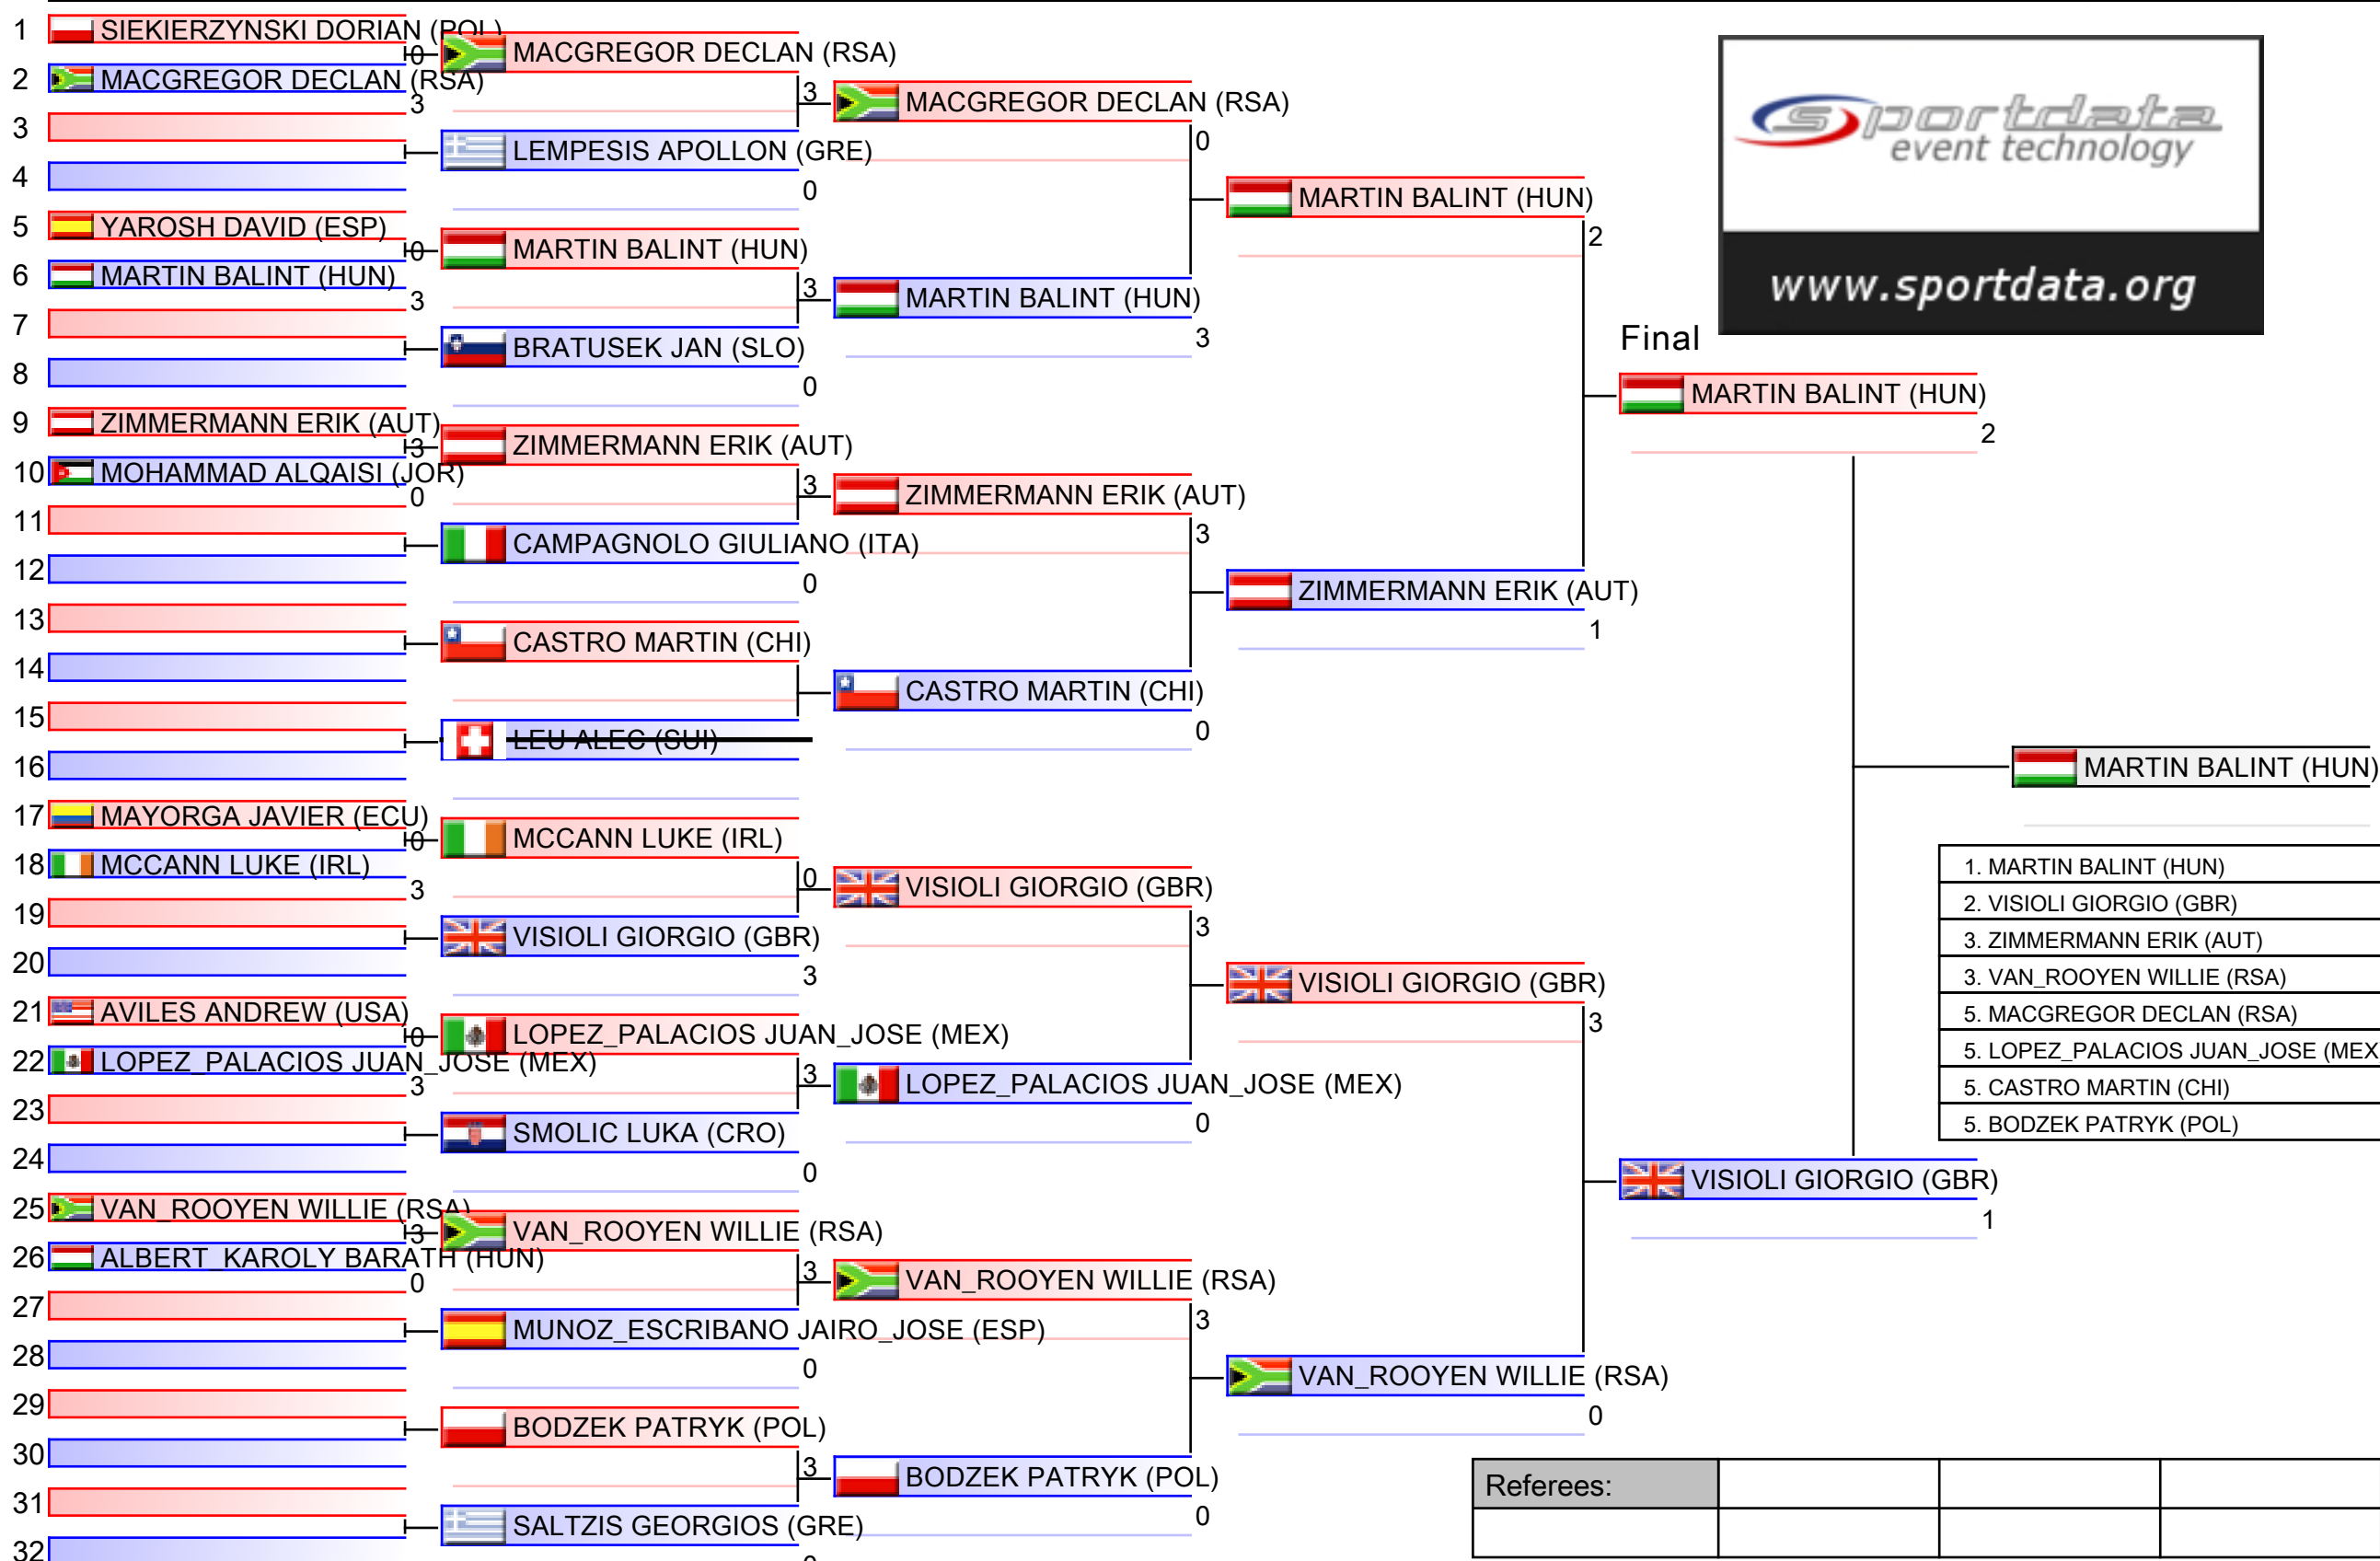 1 SIEKIERZYNSKI DORIAN (POL)
0
2 MACGREGOR DECLAN (RSA)
3
3
4
5 YAROSH DAVID (ESP)
0
6 MARTIN BALINT (HUN)
3
7
8
9 ZIMMERMANN ERIK (AUT)
3
10 MOHAMMAD ALQAISI (JOR)
0
11
12
13
14
15
16
17 MAYORGA JAVIER (ECU)
0
18 MCCANN LUKE (IRL)
3
19
20
21 AVILES ANDREW (USA)
0
22 LOPEZ_PALACIOS JUAN_JOSE (MEX)
3
23
24
25 VAN_ROOYEN WILLIE (RSA)
3
26 ALBERT_KAROLY BARATH (HUN)
0
27
28
29
30
31
32
MACGREGOR DECLAN (RSA)
3
LEMPESIS APOLLON (GRE)
0
MARTIN BALINT (HUN)
3
BRATUSEK JAN (SLO)
0
ZIMMERMANN ERIK (AUT)
3
CAMPAGNOLO GIULIANO (ITA)
0
CASTRO MARTIN (CHI)
LEU ALEC (SUI)
MCCANN LUKE (IRL)
0
VISIOLI GIORGIO (GBR)
3
LOPEZ_PALACIOS JUAN_JOSE (MEX)
3
SMOLIC LUKA (CRO)
0
VAN_ROOYEN WILLIE (RSA)
3
MUNOZ_ESCRIBANO JAIRO_JOSE (ESP)
0
BODZEK PATRYK (POL)
3
SALTZIS GEORGIOS (GRE)
MACGREGOR DECLAN (RSA)
0
MARTIN BALINT (HUN)
3
ZIMMERMANN ERIK (AUT)
3
CASTRO MARTIN (CHI)
0
VISIOLI GIORGIO (GBR)
3
LOPEZ_PALACIOS JUAN_JOSE (MEX)
0
VAN_ROOYEN WILLIE (RSA)
3
BODZEK PATRYK (POL)
0
MARTIN BALINT (HUN)
2
ZIMMERMANN ERIK (AUT)
1
VISIOLI GIORGIO (GBR)
3
VAN_ROOYEN WILLIE (RSA)
0
sportdata
event technology
www.sportdata.org
Final
MARTIN BALINT (HUN)
2
VISIOLI GIORGIO (GBR)
1
MARTIN BALINT (HUN)
1. MARTIN BALINT (HUN)
2. VISIOLI GIORGIO (GBR)
3. ZIMMERMANN ERIK (AUT)
3. VAN_ROOYEN WILLIE (RSA)
5. MACGREGOR DECLAN (RSA)
5. LOPEZ_PALACIOS JUAN_JOSE (MEX
5. CASTRO MARTIN (CHI)
5. BODZEK PATRYK (POL)
Referees: